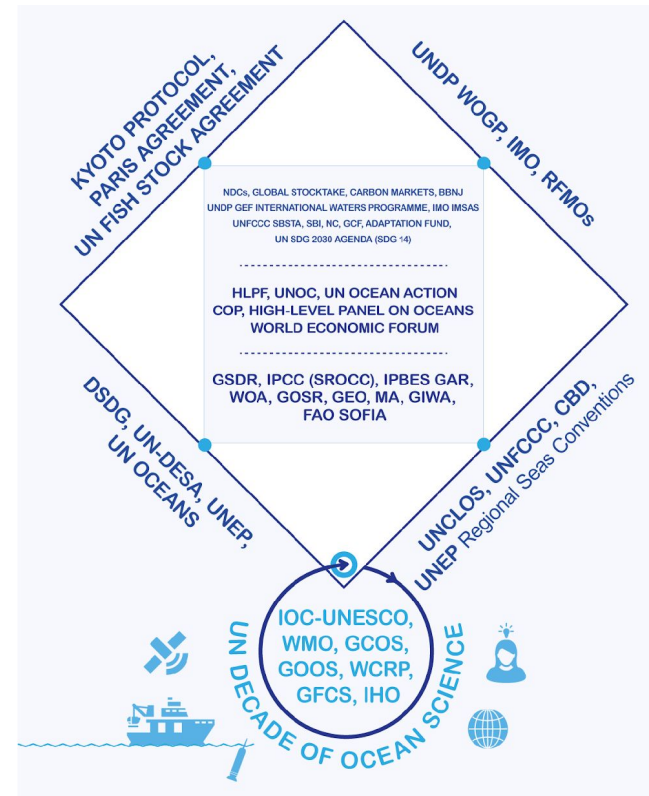 KYOTO PROTOCOL,
PARIS AGREEMENT,
UN FISH STOCK AGREEMENT
UNDP WOGP, IMO, RFMOs
NDCs, GLOBAL STOCKTAKE, CARBON MARKETS, BBNJ
UNDP GEF INTERNATIONAL WATERS PROGRAMME, IMO IMSAS
UNFCCC SBSTA, SBI, NC, GCF, ADAPTATION FUND,
UN SDG 2030 AGENDA (SDG 14)
HLPF, UNOC, UN OCEAN ACTION
COP, HIGH-LEVEL PANEL ON OCEANS
WORLD ECONOMIC FORUM
GSDR, IPCC (SROCC), IPBES GAR,
WOA, GOSR, GEO, MA, GIWA,
FAO SOFIA
DSDG, UN-DESA, UNEP,
UN OCEANS
UNCLOS, UNFCCC, CBD,
UNEP Regional Seas Conventions
IOC-UNESCO,
WMO, GCOS,
GOOS, WCRP,
GFCS, IHO
UN DECADE OF OCEAN SCIENCE